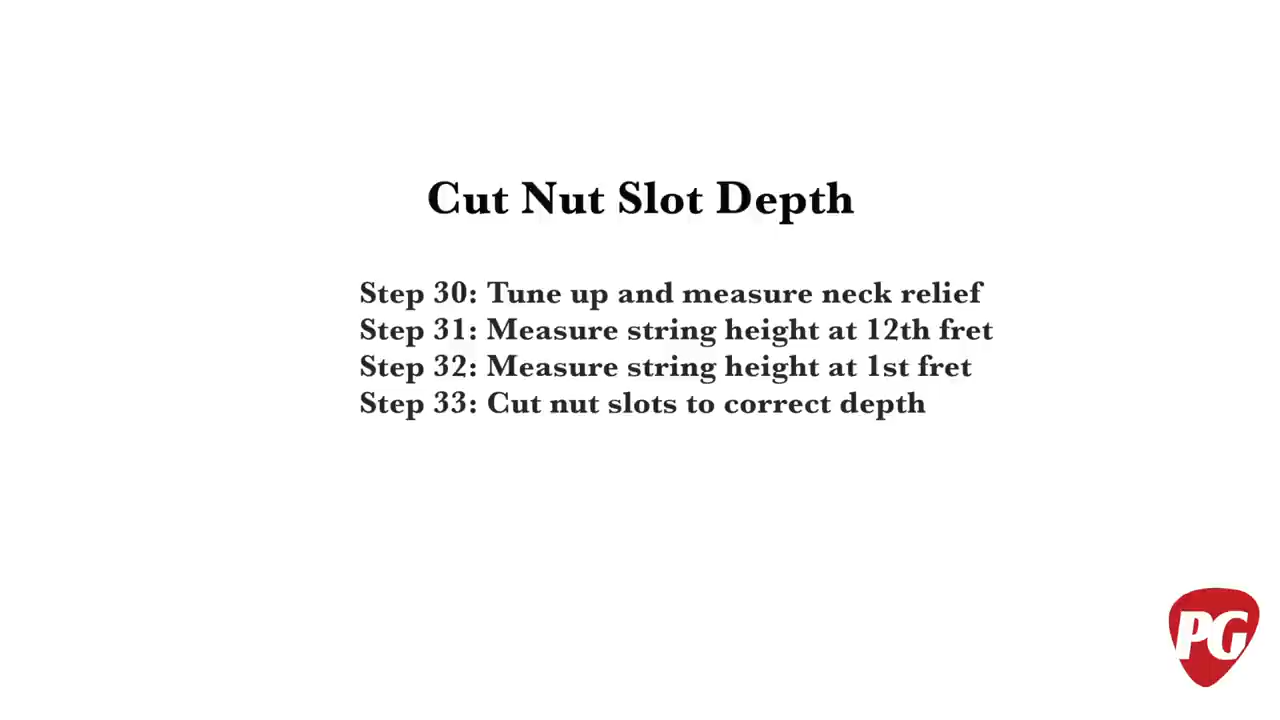 Cut Nut Slot Depth
Step 30: Tune up and measure neck relief
Step 31: Measure string height at 12th fret
Step 32: Measure string height at 1st fret
Step 33: Cut nut slots to correct depth
PG